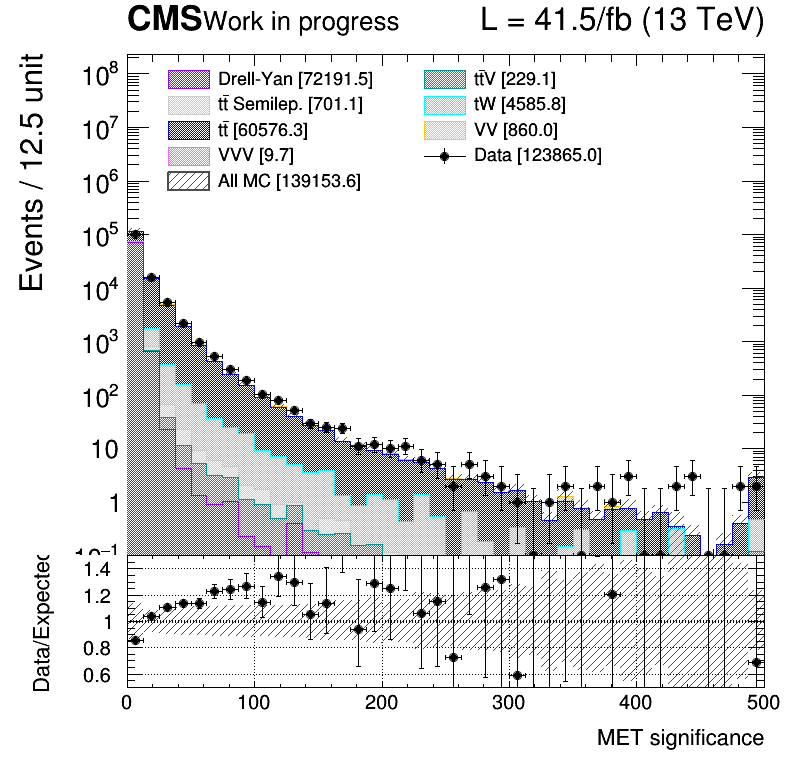 CMS Work in progress L = 41.5/fb (13 TeV)
Events / 12.5 unit
Drell-Yan [72191.5] tt̄V [229.1]
tt̄ Semilep. [701.1] tW [4585.8]
tt̄ [60576.3] VV [860.0]
VVV [9.7] Data [123865.0]
All MC [139153.6]
10⁸
10⁷
10⁶
10⁵
10⁴
10³
10²
10
1
10⁻¹
Data/Expected
1.4
1.2
1
0.8
0.6
0 100 200 300 400 500
MET significance